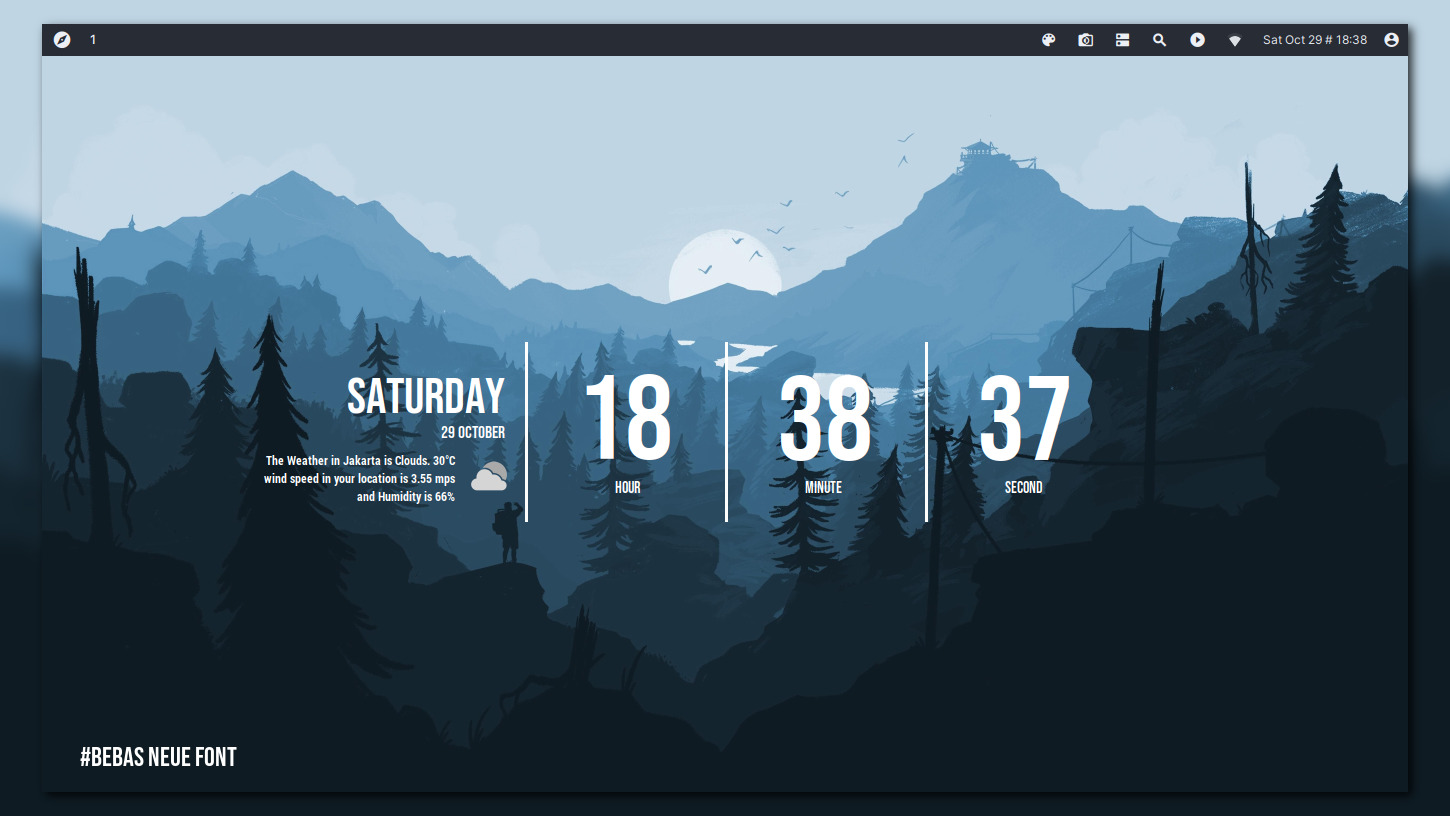 1
Sat Oct 29 # 18:38
SATURDAY
29 OCTOBER
The Weather in Jakarta is Clouds. 30°C
wind speed in your location is 3.55 mps
and Humidity is 66%
18
HOUR
38
MINUTE
37
SECOND
#BEBAS NEUE FONT